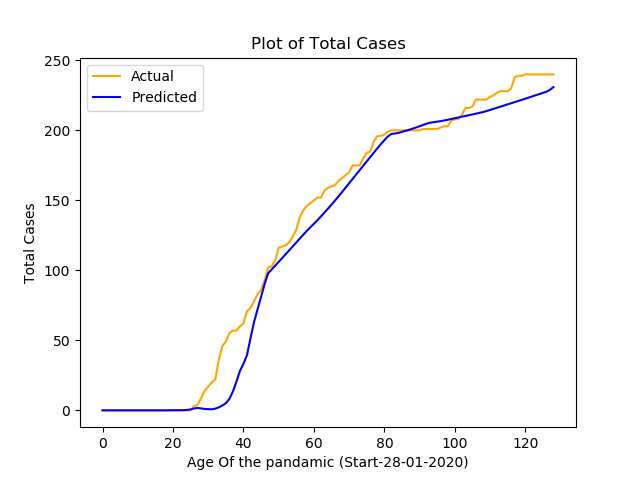 Plot of Total Cases
Actual
Predicted
250
200
150
100
50
0
Total Cases
0 20 40 60 80 100 120
Age Of the pandamic (Start-28-01-2020)